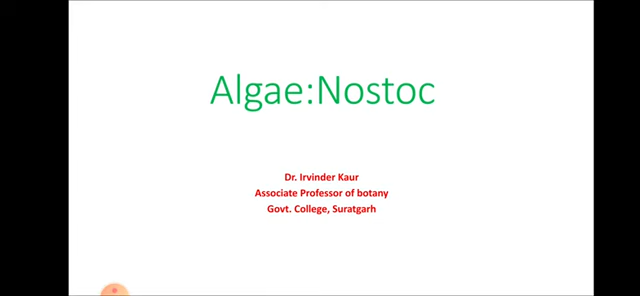 Algae:Nostoc
Dr. Irvinder Kaur
Associate Professor of botany
Govt. College, Suratgarh